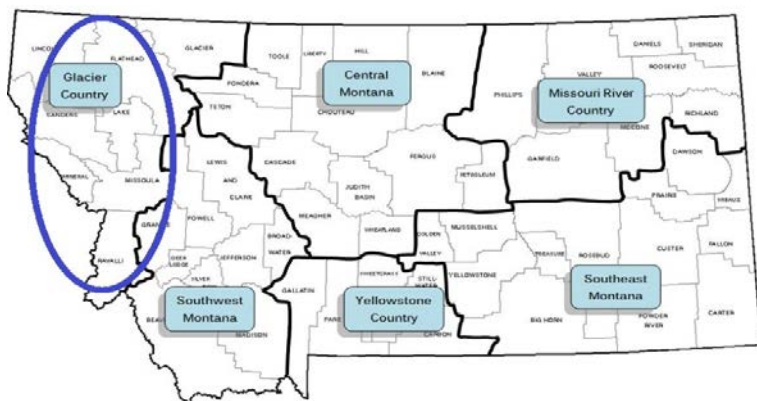 LINCOLN
FLATHEAD
GLACIER
Glacier
Country
SANDERS
LAKE
MINERAL
MISSOULA
RAVALLI
TOOLE
LIBERTY
HILL
BLAINE
PONDERA
TETON
CHOUTEAU
Central
Montana
CASCADE
FERGUS
JUDITH
BASIN
PETROLEUM
MEAGHER
WHEATLAND
DANIELS
SHERIDAN
VALLEY
ROOSEVELT
PHILLIPS
Missouri River
Country
RICHLAND
MCCONE
GARFIELD
DAWSON
LEWIS
AND
CLARK
POWELL
GRANITE
BROAD-
WATER
JEFFERSON
DEER
LODGE
SILVER
Southwest
Montana
MADISON
GALLATIN
SWEETGRASS
STILL-
WATER
Yellowstone
Country
CARBON
GOLDEN
VALLEY
MUSSELSHELL
YELLOWSTONE
TREASURE
ROSEBUD
PRAIRIE
WIBAUX
CUSTER
FALLON
Southeast
Montana
BIG HORN
POWDER
RIVER
CARTER